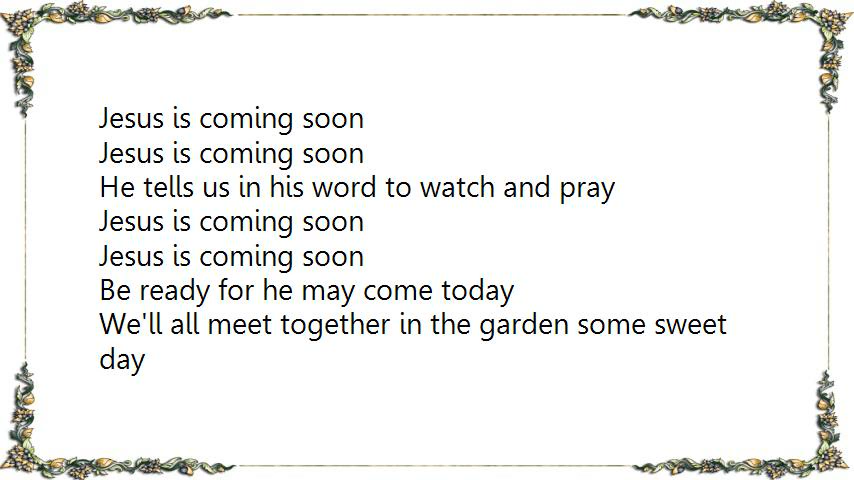 Jesus is coming soon
Jesus is coming soon
He tells us in his word to watch and pray
Jesus is coming soon
Jesus is coming soon
Be ready for he may come today
We'll all meet together in the garden some sweet
day